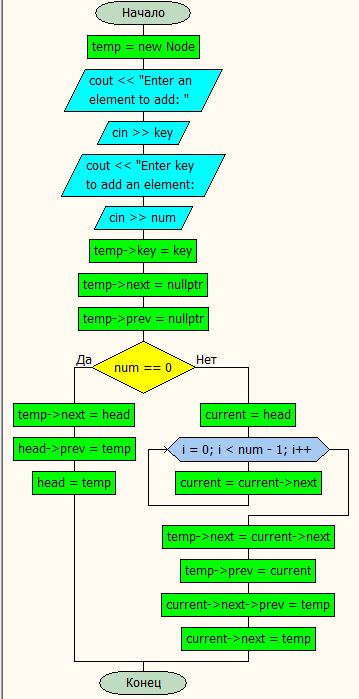 Начало
temp = new Node
cout << "Enter an
element to add: "
cin >> key
cout << "Enter key
to add an element:
cin >> num
temp->key = key
temp->next = nullptr
temp->prev = nullptr
Да
num == 0
Нет
temp->next = head
head->prev = temp
head = temp
current = head
i = 0; i < num - 1; i++
current = current->next
temp->next = current->next
temp->prev = current
current->next->prev = temp
current->next = temp
Конец